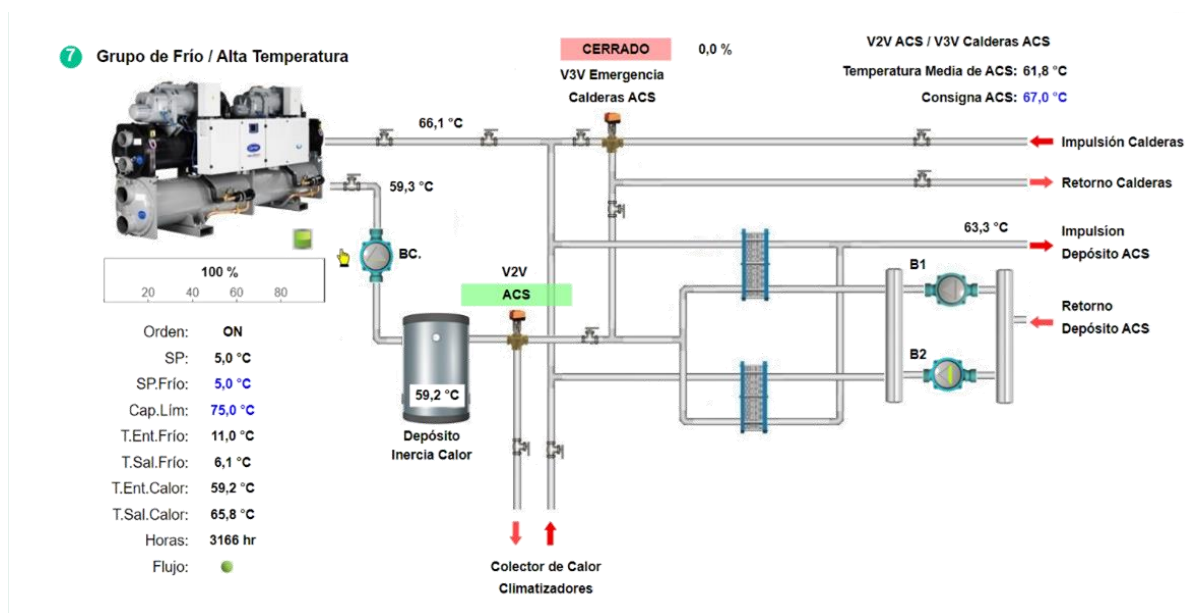 7 Grupo de Frío / Alta Temperatura
CERRADO 0,0 %
V3V Emergencia
Calderas ACS
V2V ACS / V3V Calderas ACS
Temperatura Media de ACS: 61,8 °C
Consigna ACS: 67,0 °C
66,1 °C
Impulsión Calderas
59,3 °C
Retorno Calderas
63,3 °C
Impulsion
Depósito ACS
BC.
100 %
20 40 60 80
V2V
ACS
B1
Retorno
Depósito ACS
B2
59,2 °C
Depósito
Inercia Calor
Orden: ON
SP: 5,0 °C
SP.Frío: 5,0 °C
Cap.Lím: 75,0 °C
T.Ent.Frío: 11,0 °C
T.Sal.Frío: 6,1 °C
T.Ent.Calor: 59,2 °C
T.Sal.Calor: 65,8 °C
Horas: 3166 hr
Flujo:
Colector de Calor
Climatizadores